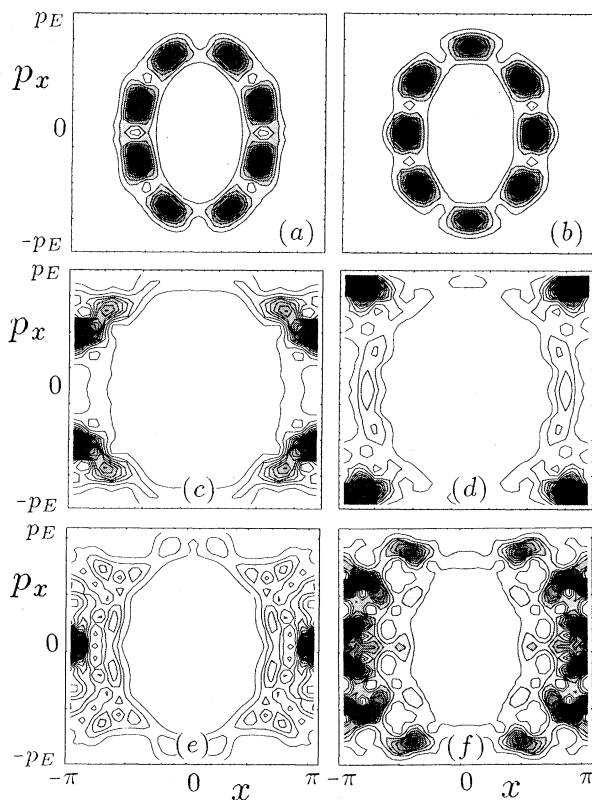 p_E
p_x
0
-p_E
(a)
(b)
p_E
p_x
0
-p_E
(c)
(d)
p_E
p_x
0
-p_E
(e)
(f)
-π 0 x π
-π 0 x π